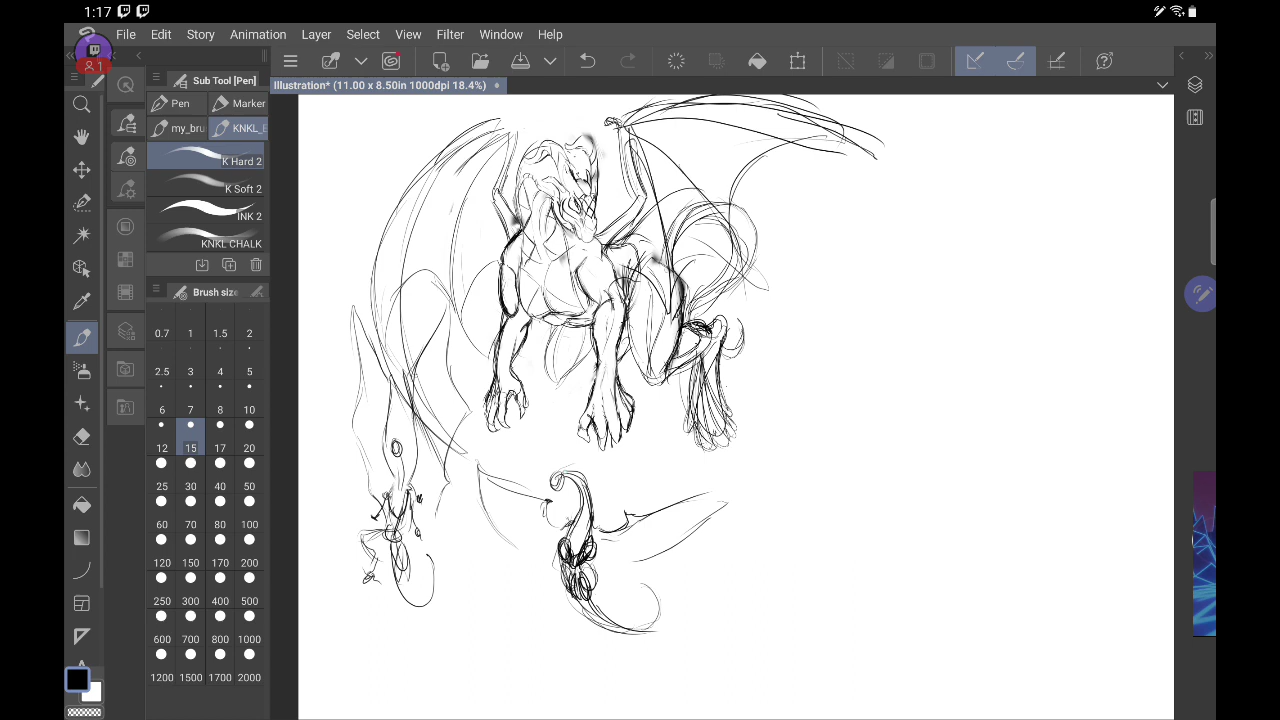 1:17
File Edit Story Animation Layer Select View Filter Window Help
1
Sub Tool [Pen]
Illustration* (11.00 x 8.50in 1000dpi 18.4%)
Pen Marker
my_bru KNKL_E
K Hard 2
K Soft 2
INK 2
KNKL CHALK
Brush size
0.7 1 1.5 2
2.5 3 4 5
6 7 8 10
12 15 17 20
25 30 40 50
60 70 80 100
120 150 170 200
250 300 400 500
600 700 800 1000
1200 1500 1700 2000